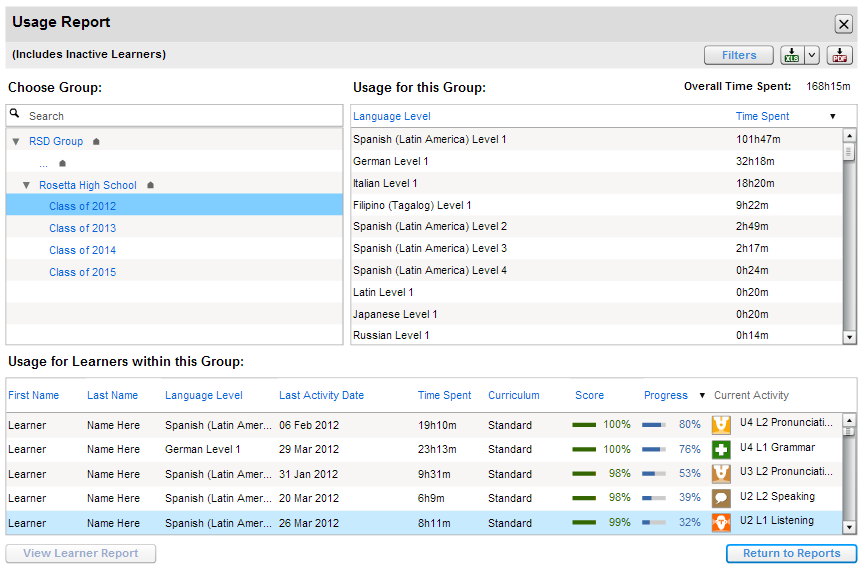 Usage Report
(Includes Inactive Learners)
Filters
XLS
PDF
Choose Group:
Usage for this Group:
Overall Time Spent: 168h15m
Search
RSD Group
...
Rosetta High School
Class of 2012
Class of 2013
Class of 2014
Class of 2015
Language Level Time Spent
Spanish (Latin America) Level 1 101h47m
German Level 1 32h18m
Italian Level 1 18h20m
Filipino (Tagalog) Level 1 9h22m
Spanish (Latin America) Level 2 2h49m
Spanish (Latin America) Level 3 2h17m
Spanish (Latin America) Level 4 0h24m
Latin Level 1 0h20m
Japanese Level 1 0h20m
Russian Level 1 0h14m
Usage for Learners within this Group:
First Name Last Name Language Level Last Activity Date Time Spent Curriculum Score Progress Current Activity
Learner Name Here Spanish (Latin Amer... 06 Feb 2012 19h10m Standard 100% 80% U4 L2 Pronunciati...
Learner Name Here German Level 1 29 Mar 2012 23h13m Standard 100% 76% U4 L1 Grammar
Learner Name Here Spanish (Latin Amer... 31 Jan 2012 9h31m Standard 98% 53% U3 L2 Pronunciati...
Learner Name Here Spanish (Latin Amer... 20 Mar 2012 6h9m Standard 98% 39% U2 L2 Speaking
Learner Name Here Spanish (Latin Amer... 26 Mar 2012 8h11m Standard 99% 32% U2 L1 Listening
View Learner Report
Return to Reports